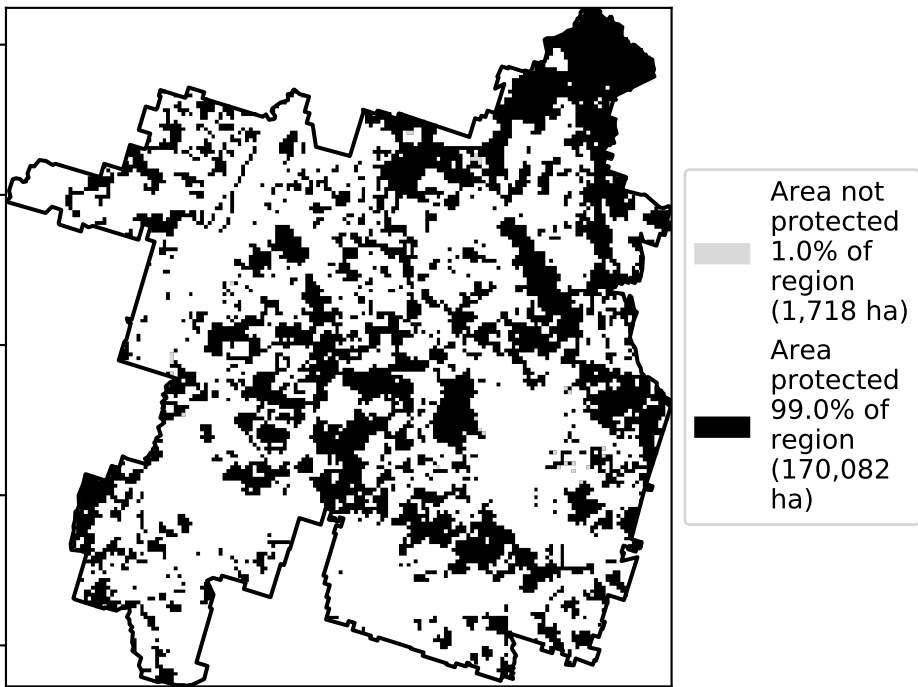 Area not
protected
1.0% of
region
(1,718 ha)
Area
protected
99.0% of
region
(170,082
ha)